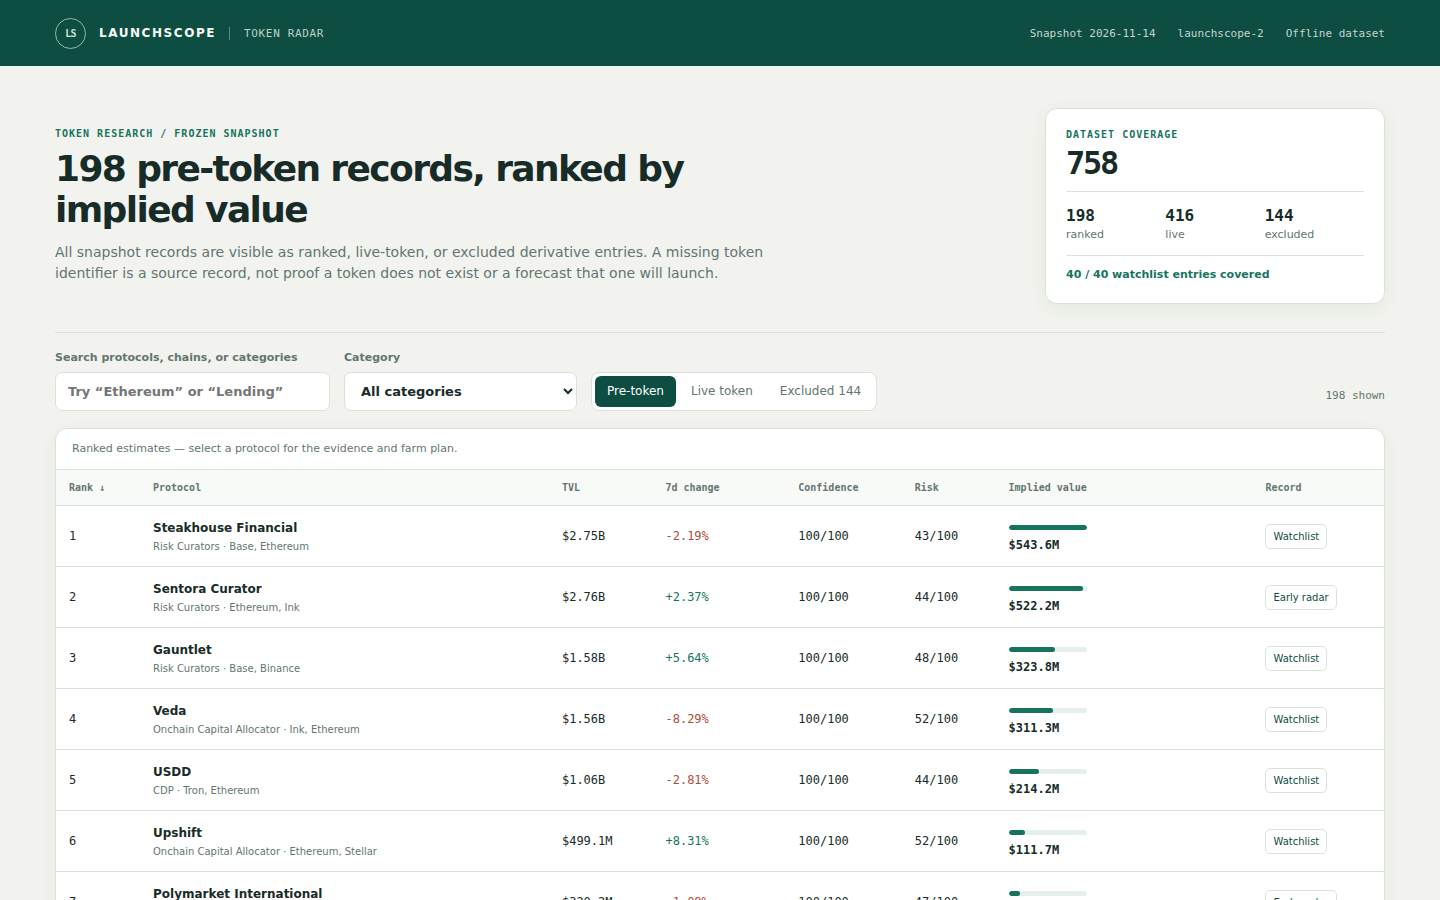 LS LAUNCHSCOPE TOKEN RADAR Snapshot 2026-11-14 launchscope-2 Offline dataset
TOKEN RESEARCH / FROZEN SNAPSHOT
198 pre-token records, ranked by
implied value
All snapshot records are visible as ranked, live-token, or excluded derivative entries. A missing token
identifier is a source record, not proof a token does not exist or a forecast that one will launch.
DATASET COVERAGE
758
198 416 144
ranked live excluded
40 / 40 watchlist entries covered
Search protocols, chains, or categories Category
Try “Ethereum” or “Lending” All categories Pre-token Live token Excluded 144 198 shown
Ranked estimates — select a protocol for the evidence and farm plan.
Rank ↓ Protocol TVL 7d change Confidence Risk Implied value Record
1 Steakhouse Financial $2.75B -2.19% 100/100 43/100 $543.6M Watchlist
Risk Curators · Base, Ethereum
2 Sentora Curator $2.76B +2.37% 100/100 44/100 $522.2M Early radar
Risk Curators · Ethereum, Ink
3 Gauntlet $1.58B +5.64% 100/100 48/100 $323.8M Watchlist
Risk Curators · Base, Binance
4 Veda $1.56B -8.29% 100/100 52/100 $311.3M Watchlist
Onchain Capital Allocator · Ink, Ethereum
5 USDD $1.06B -2.81% 100/100 44/100 $214.2M Watchlist
CDP · Tron, Ethereum
6 Upshift $499.1M +8.31% 100/100 52/100 $111.7M Watchlist
Onchain Capital Allocator · Ethereum, Stellar
Polymarket International